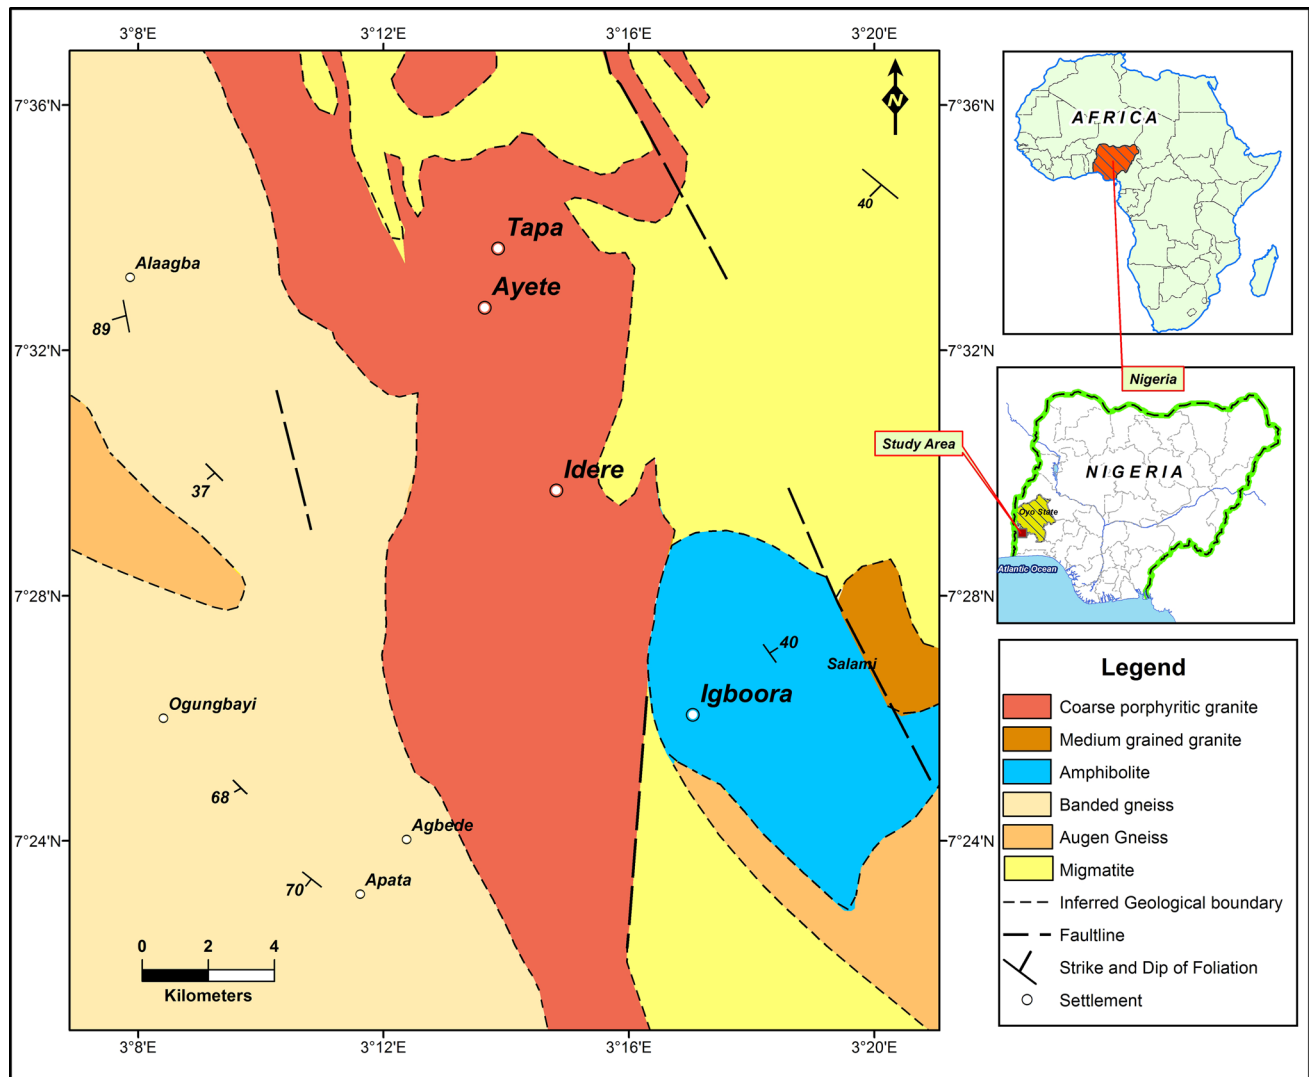 3°8'E 3°12'E 3°16'E 3°20'E
7°36'N 7°36'N
N
AFRICA
40
Tapa
Alaagba
Ayete
89
7°32'N 7°32'N
Nigeria
Study Area
NIGERIA
Idere
37
Oyo State
Atlantic Ocean
7°28'N 7°28'N
40
Salami
Igboora
Ogungbayi
68
Agbede
7°24'N 7°24'N
70
Apata
0 2 4
Kilometers
3°8'E 3°12'E 3°16'E 3°20'E
Legend
Coarse porphyritic granite
Medium grained granite
Amphibolite
Banded gneiss
Augen Gneiss
Migmatite
Inferred Geological boundary
Faultline
Strike and Dip of Foliation
Settlement